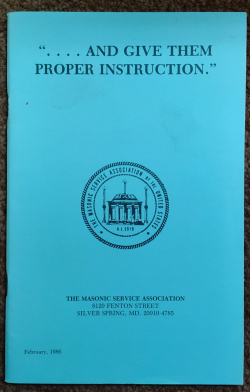 “. . . . AND GIVE THEM
PROPER INSTRUCTION.”
THE MASONIC SERVICE ASSOCIATION OF THE UNITED STATES
THE MASONIC SERVICE ASSOCIATION
8120 FENTON STREET
SILVER SPRING, MD. 20910-4785